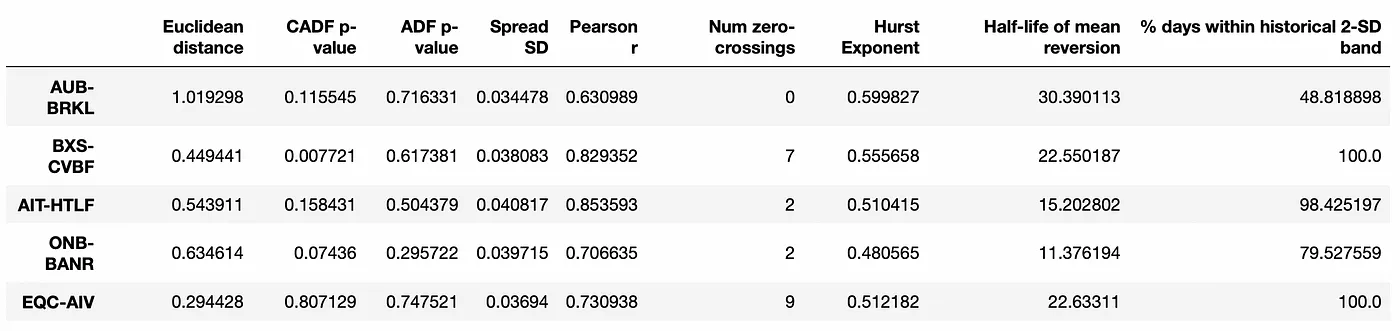 Euclidean distance CADF p-value ADF p-value Spread SD Pearson r Num zero-crossings Hurst Exponent Half-life of mean reversion % days within historical 2-SD band
AUB-BRKL 1.019298 0.115545 0.716331 0.034478 0.630989 0 0.599827 30.390113 48.818898
BXS-CVBF 0.449441 0.007721 0.617381 0.038083 0.829352 7 0.555658 22.550187 100.0
AIT-HTLF 0.543911 0.158431 0.504379 0.040817 0.853593 2 0.510415 15.202802 98.425197
ONB-BANR 0.634614 0.07436 0.295722 0.039715 0.706635 2 0.480565 11.376194 79.527559
EQC-AIV 0.294428 0.807129 0.747521 0.03694 0.730938 9 0.512182 22.63311 100.0